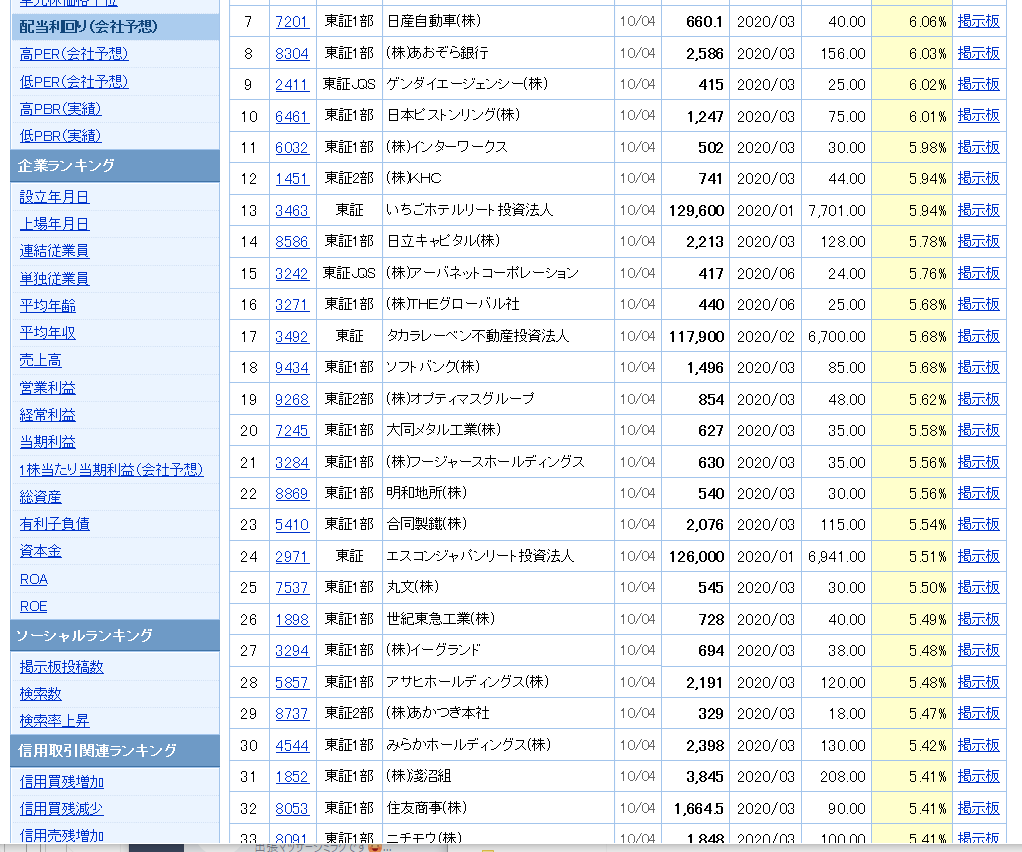 配当利回り(会社予想)
高PER(会社予想)
低PER(会社予想)
高PBR(実績)
低PBR(実績)
企業ランキング
設立年月日
上場年月日
連結従業員
単独従業員
平均年齢
平均年収
売上高
営業利益
経常利益
当期利益
1株当たり当期利益(会社予想)
総資産
有利子負債
資本金
ROA
ROE
ソーシャルランキング
掲示板投稿数
検索数
検索率上昇
信用取引関連ランキング
信用買残増加
信用買残減少
信用売残増加
7 7201 東証1部 日産自動車(株) 10/04 660.1 2020/03 40.00 6.06% 掲示板
8 8304 東証1部 (株)あおぞら銀行 10/04 2,586 2020/03 156.00 6.03% 掲示板
9 2411 東証JQS ゲンダイエージェンシー(株) 10/04 415 2020/03 25.00 6.02% 掲示板
10 6461 東証1部 日本ピストンリング(株) 10/04 1,247 2020/03 75.00 6.01% 掲示板
11 6032 東証1部 (株)インターワークス 10/04 502 2020/03 30.00 5.98% 掲示板
12 1451 東証2部 (株)KHC 10/04 741 2020/03 44.00 5.94% 掲示板
13 3463 東証 いちごホテルリート投資法人 10/04 129,600 2020/01 7,701.00 5.94% 掲示板
14 8586 東証1部 日立キャピタル(株) 10/04 2,213 2020/03 128.00 5.78% 掲示板
15 3242 東証JQS (株)アーバネットコーポレーション 10/04 417 2020/06 24.00 5.76% 掲示板
16 3271 東証1部 (株)THEグローバル社 10/04 440 2020/06 25.00 5.68% 掲示板
17 3492 東証 タカラレーベン不動産投資法人 10/04 117,900 2020/02 6,700.00 5.68% 掲示板
18 9434 東証1部 ソフトバンク(株) 10/04 1,496 2020/03 85.00 5.68% 掲示板
19 9268 東証2部 (株)オプティマスグループ 10/04 854 2020/03 48.00 5.62% 掲示板
20 7245 東証1部 大同メタル工業(株) 10/04 627 2020/03 35.00 5.58% 掲示板
21 3284 東証1部 (株)フージャースホールディングス 10/04 630 2020/03 35.00 5.56% 掲示板
22 8869 東証1部 明和地所(株) 10/04 540 2020/03 30.00 5.56% 掲示板
23 5410 東証1部 合同製鐵(株) 10/04 2,076 2020/03 115.00 5.54% 掲示板
24 2971 東証 エスコンジャパンリート投資法人 10/04 126,000 2020/01 6,941.00 5.51% 掲示板
25 7537 東証1部 丸文(株) 10/04 545 2020/03 30.00 5.50% 掲示板
26 1898 東証1部 世紀東急工業(株) 10/04 728 2020/03 40.00 5.49% 掲示板
27 3294 東証1部 (株)イーグランド 10/04 694 2020/03 38.00 5.48% 掲示板
28 5857 東証1部 アサヒホールディングス(株) 10/04 2,191 2020/03 120.00 5.48% 掲示板
29 8737 東証2部 (株)あかつき本社 10/04 329 2020/03 18.00 5.47% 掲示板
30 4544 東証1部 みらかホールディングス(株) 10/04 2,398 2020/03 130.00 5.42% 掲示板
31 1852 東証1部 (株)淺沼組 10/04 3,845 2020/03 208.00 5.41% 掲示板
32 8053 東証1部 住友商事(株) 10/04 1,664.5 2020/03 90.00 5.41% 掲示板
33 8091 東証1部 ニチモウ(株) 10/04 1,848 2020/03 100.00 5.41% 掲示板